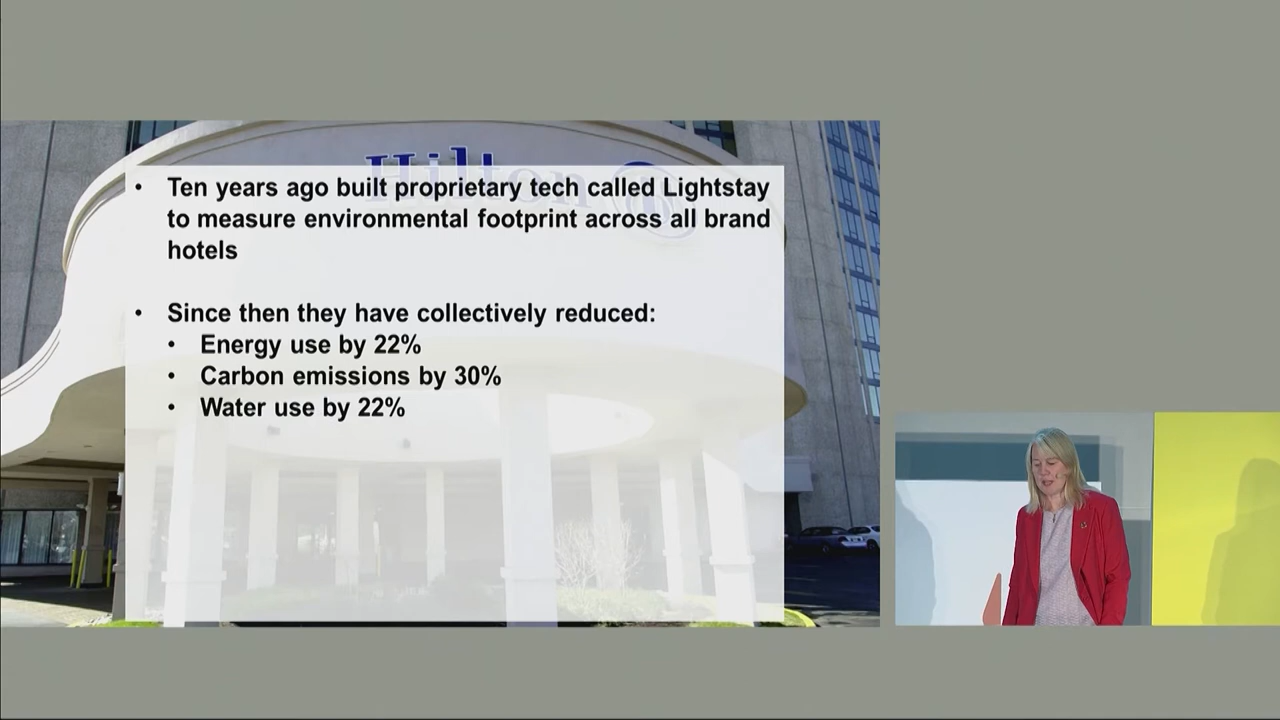 Hilton
• Ten years ago built proprietary tech called Lightstay
to measure environmental footprint across all brand
hotels
• Since then they have collectively reduced:
• Energy use by 22%
• Carbon emissions by 30%
• Water use by 22%